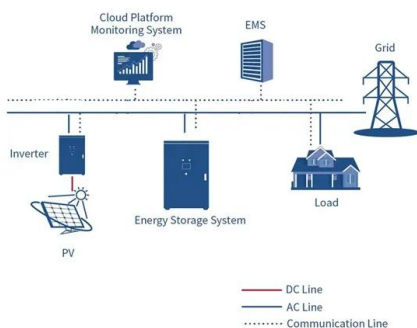 Cloud Platform
Monitoring System
EMS
Grid
Inverter
Energy Storage System
Load
PV
DC Line
AC Line
Communication Line